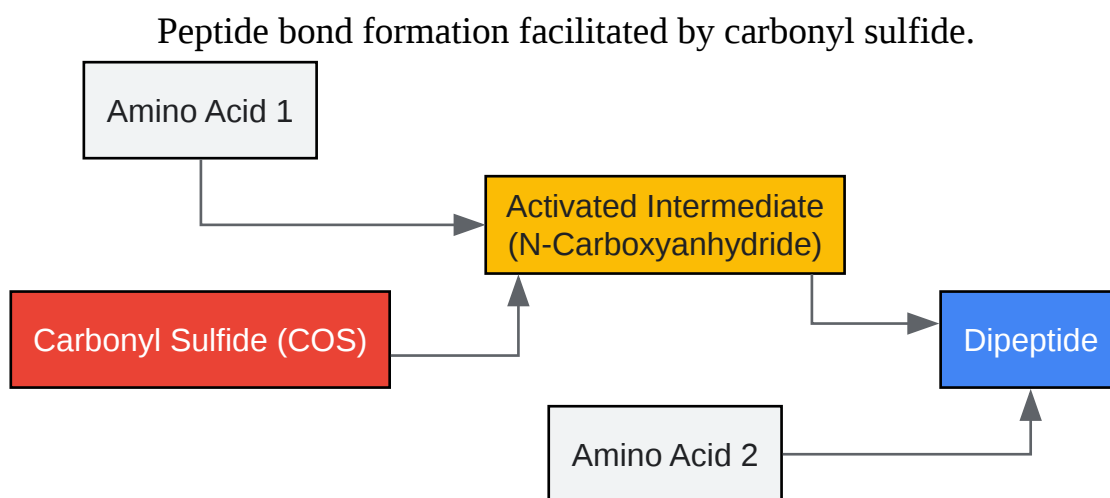 Peptide bond formation facilitated by carbonyl sulfide.
Amino Acid 1
Activated Intermediate
(N-Carboxyanhydride)
Carbonyl Sulfide (COS)
Dipeptide
Amino Acid 2